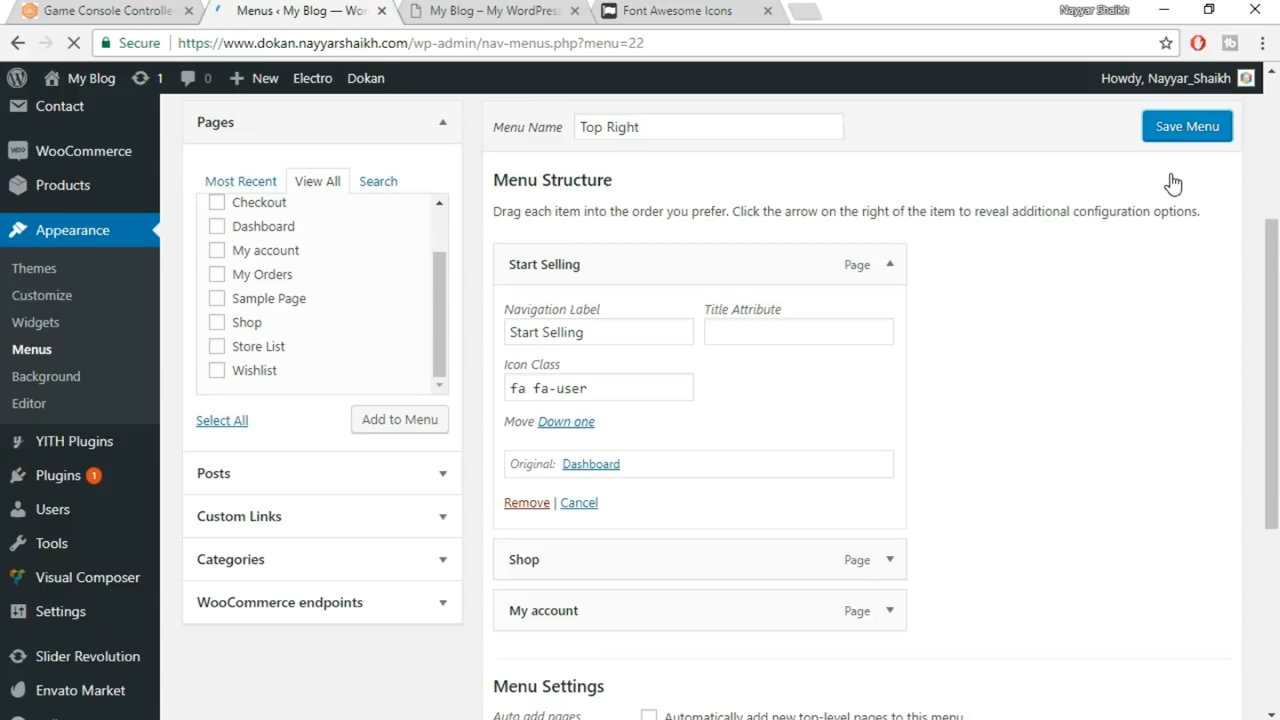 Game Console Controlle
Menus ‹ My Blog — Wor
My Blog – My WordPress
Font Awesome Icons
Nayyar Shaikh
Secure
https://www.dokan.nayyarshaikh.com/wp-admin/nav-menus.php?menu=22
My Blog
1
0
New
Electro
Dokan
Howdy, Nayyar_Shaikh
Contact
WooCommerce
Products
Appearance
Themes
Customize
Widgets
Menus
Background
Editor
YITH Plugins
Plugins 1
Users
Tools
Visual Composer
Settings
Slider Revolution
Envato Market
Pages
Most Recent
View All
Search
Checkout
Dashboard
My account
My Orders
Sample Page
Shop
Store List
Wishlist
Select All
Add to Menu
Posts
Custom Links
Categories
WooCommerce endpoints
Menu Name
Top Right
Save Menu
Menu Structure
Drag each item into the order you prefer. Click the arrow on the right of the item to reveal additional configuration options.
Start Selling
Page
Navigation Label
Title Attribute
Start Selling
Icon Class
fa fa-user
Move Down one
Original: Dashboard
Remove | Cancel
Shop
Page
My account
Page
Menu Settings
Auto add pages
Automatically add new top-level pages to this menu